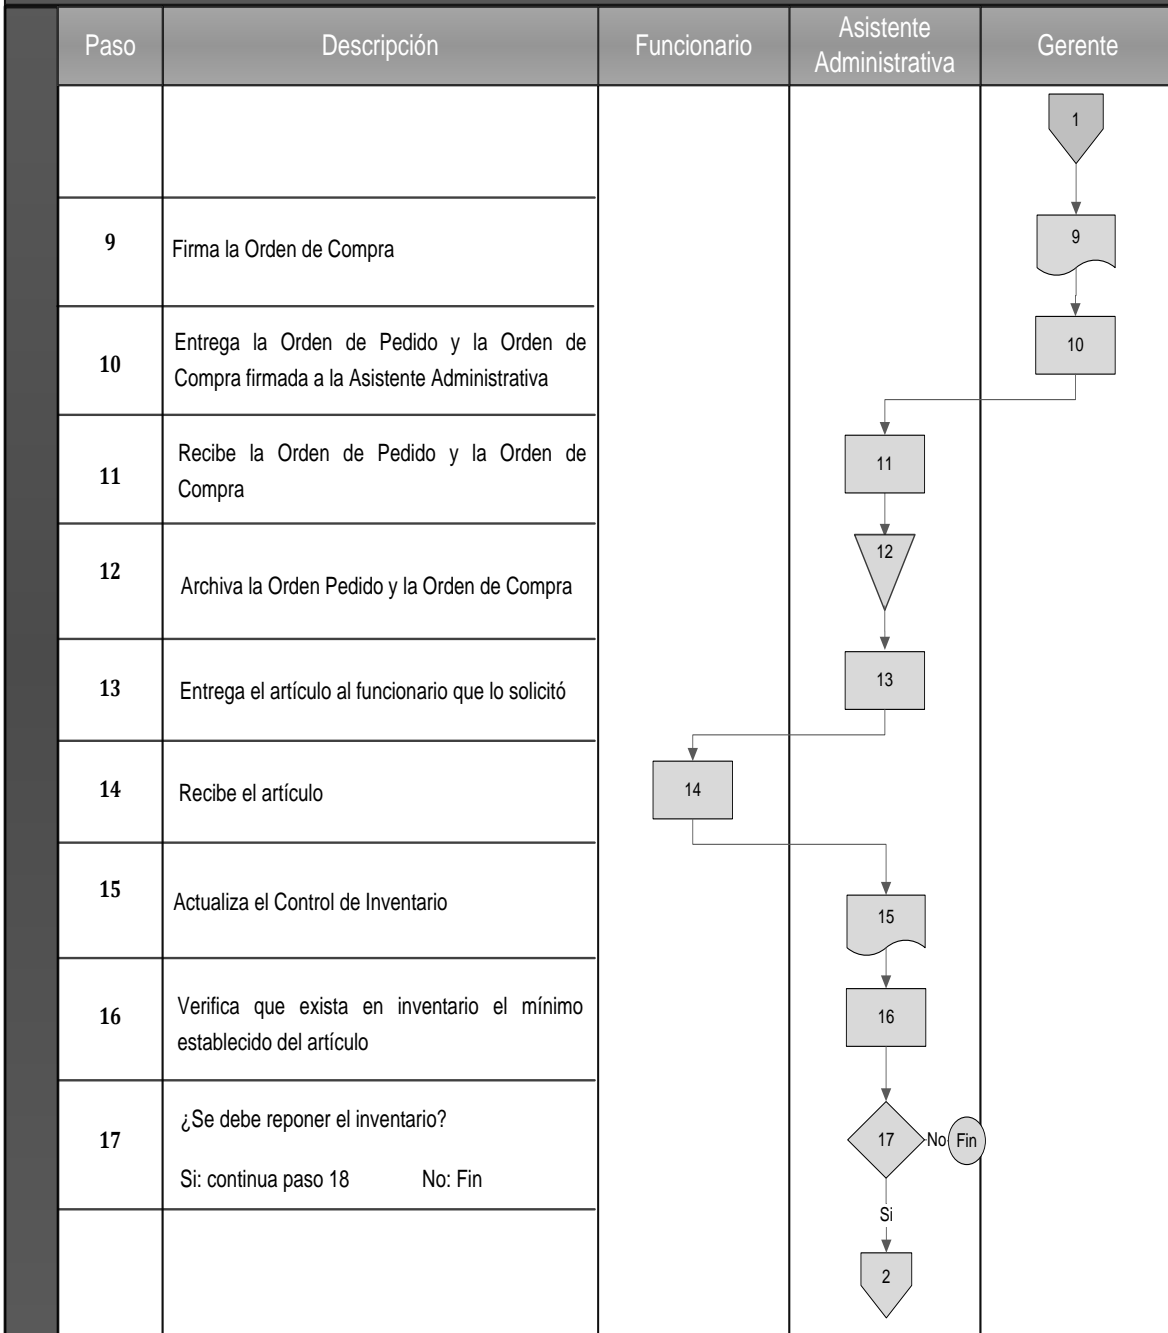 Paso
Descripción
Funcionario
Asistente
Administrativa
Gerente
1
9
Firma la Orden de Compra
9
10
Entrega la Orden de Pedido y la Orden de
Compra firmada a la Asistente Administrativa
10
11
Recibe la Orden de Pedido y la Orden de
Compra
11
12
Archiva la Orden Pedido y la Orden de Compra
12
13
Entrega el artículo al funcionario que lo solicitó
13
14
Recibe el artículo
14
15
Actualiza el Control de Inventario
15
16
Verifica que exista en inventario el mínimo
establecido del artículo
16
17
¿Se debe reponer el inventario?
Si: continua paso 18 No: Fin
17
No
Fin
Si
2